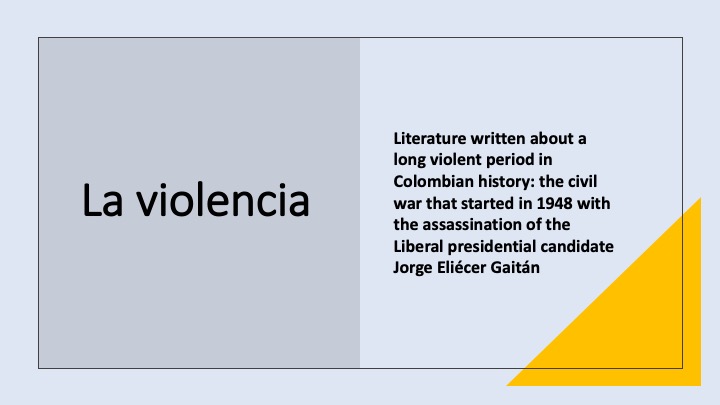 La violencia
Literature written about a
long violent period in
Colombian history: the civil
war that started in 1948 with
the assassination of the
Liberal presidential candidate
Jorge Eliécer Gaitán